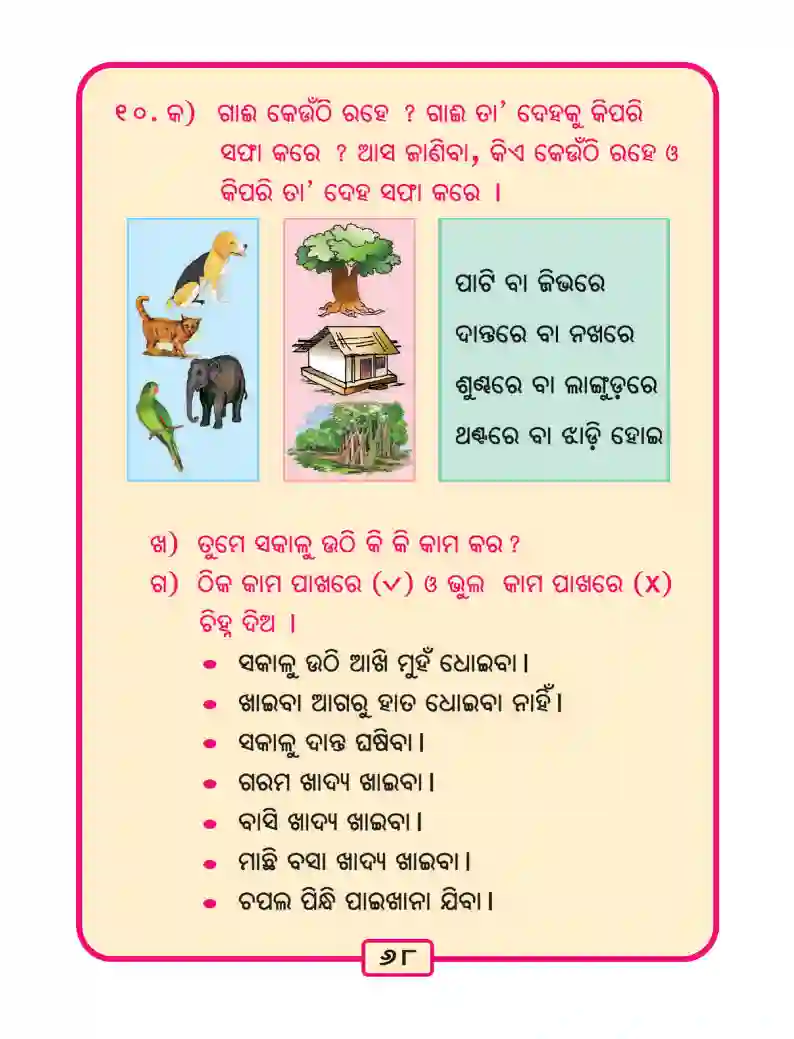 ୧୦. କ) ଗାଈ କେଉଁଠି ରହେ ? ଗାଈ ତା’ ଦେହକୁ କିପରି
ସଫା କରେ ? ଆସ ଜାଣିବା, କିଏ କେଉଁଠି ରହେ ଓ
କିପରି ତା’ ଦେହ ସଫା କରେ ।
ପାଟି ବା ଜିଭରେ
ଦାନ୍ତରେ ବା ନଖରେ
ଶୁଣ୍ଢରେ ବା ଲାଙ୍ଗୁଡ଼ରେ
ଥଣ୍ଟରେ ବା ଝାଡ଼ି ହୋଇ
ଖ) ତୁମେ ସକାଳୁ ଉଠି କି କି କାମ କର ?
ଗ) ଠିକ କାମ ପାଖରେ (✓) ଓ ଭୁଲ କାମ ପାଖରେ (X)
ଚିହ୍ନ ଦିଅ ।
• ସକାଳୁ ଉଠି ଆଖି ମୁହଁ ଧୋଇବା ।
• ଖାଇବା ଆଗରୁ ହାତ ଧୋଇବା ନାହିଁ ।
• ସକାଳୁ ଦାନ୍ତ ଘଷିବା ।
• ଗରମ ଖାଦ୍ୟ ଖାଇବା ।
• ବାସି ଖାଦ୍ୟ ଖାଇବା ।
• ମାଛି ବସା ଖାଦ୍ୟ ଖାଇବା ।
• ଚପଲ ପିନ୍ଧି ପାଇଖାନା ଯିବା ।
୬୮